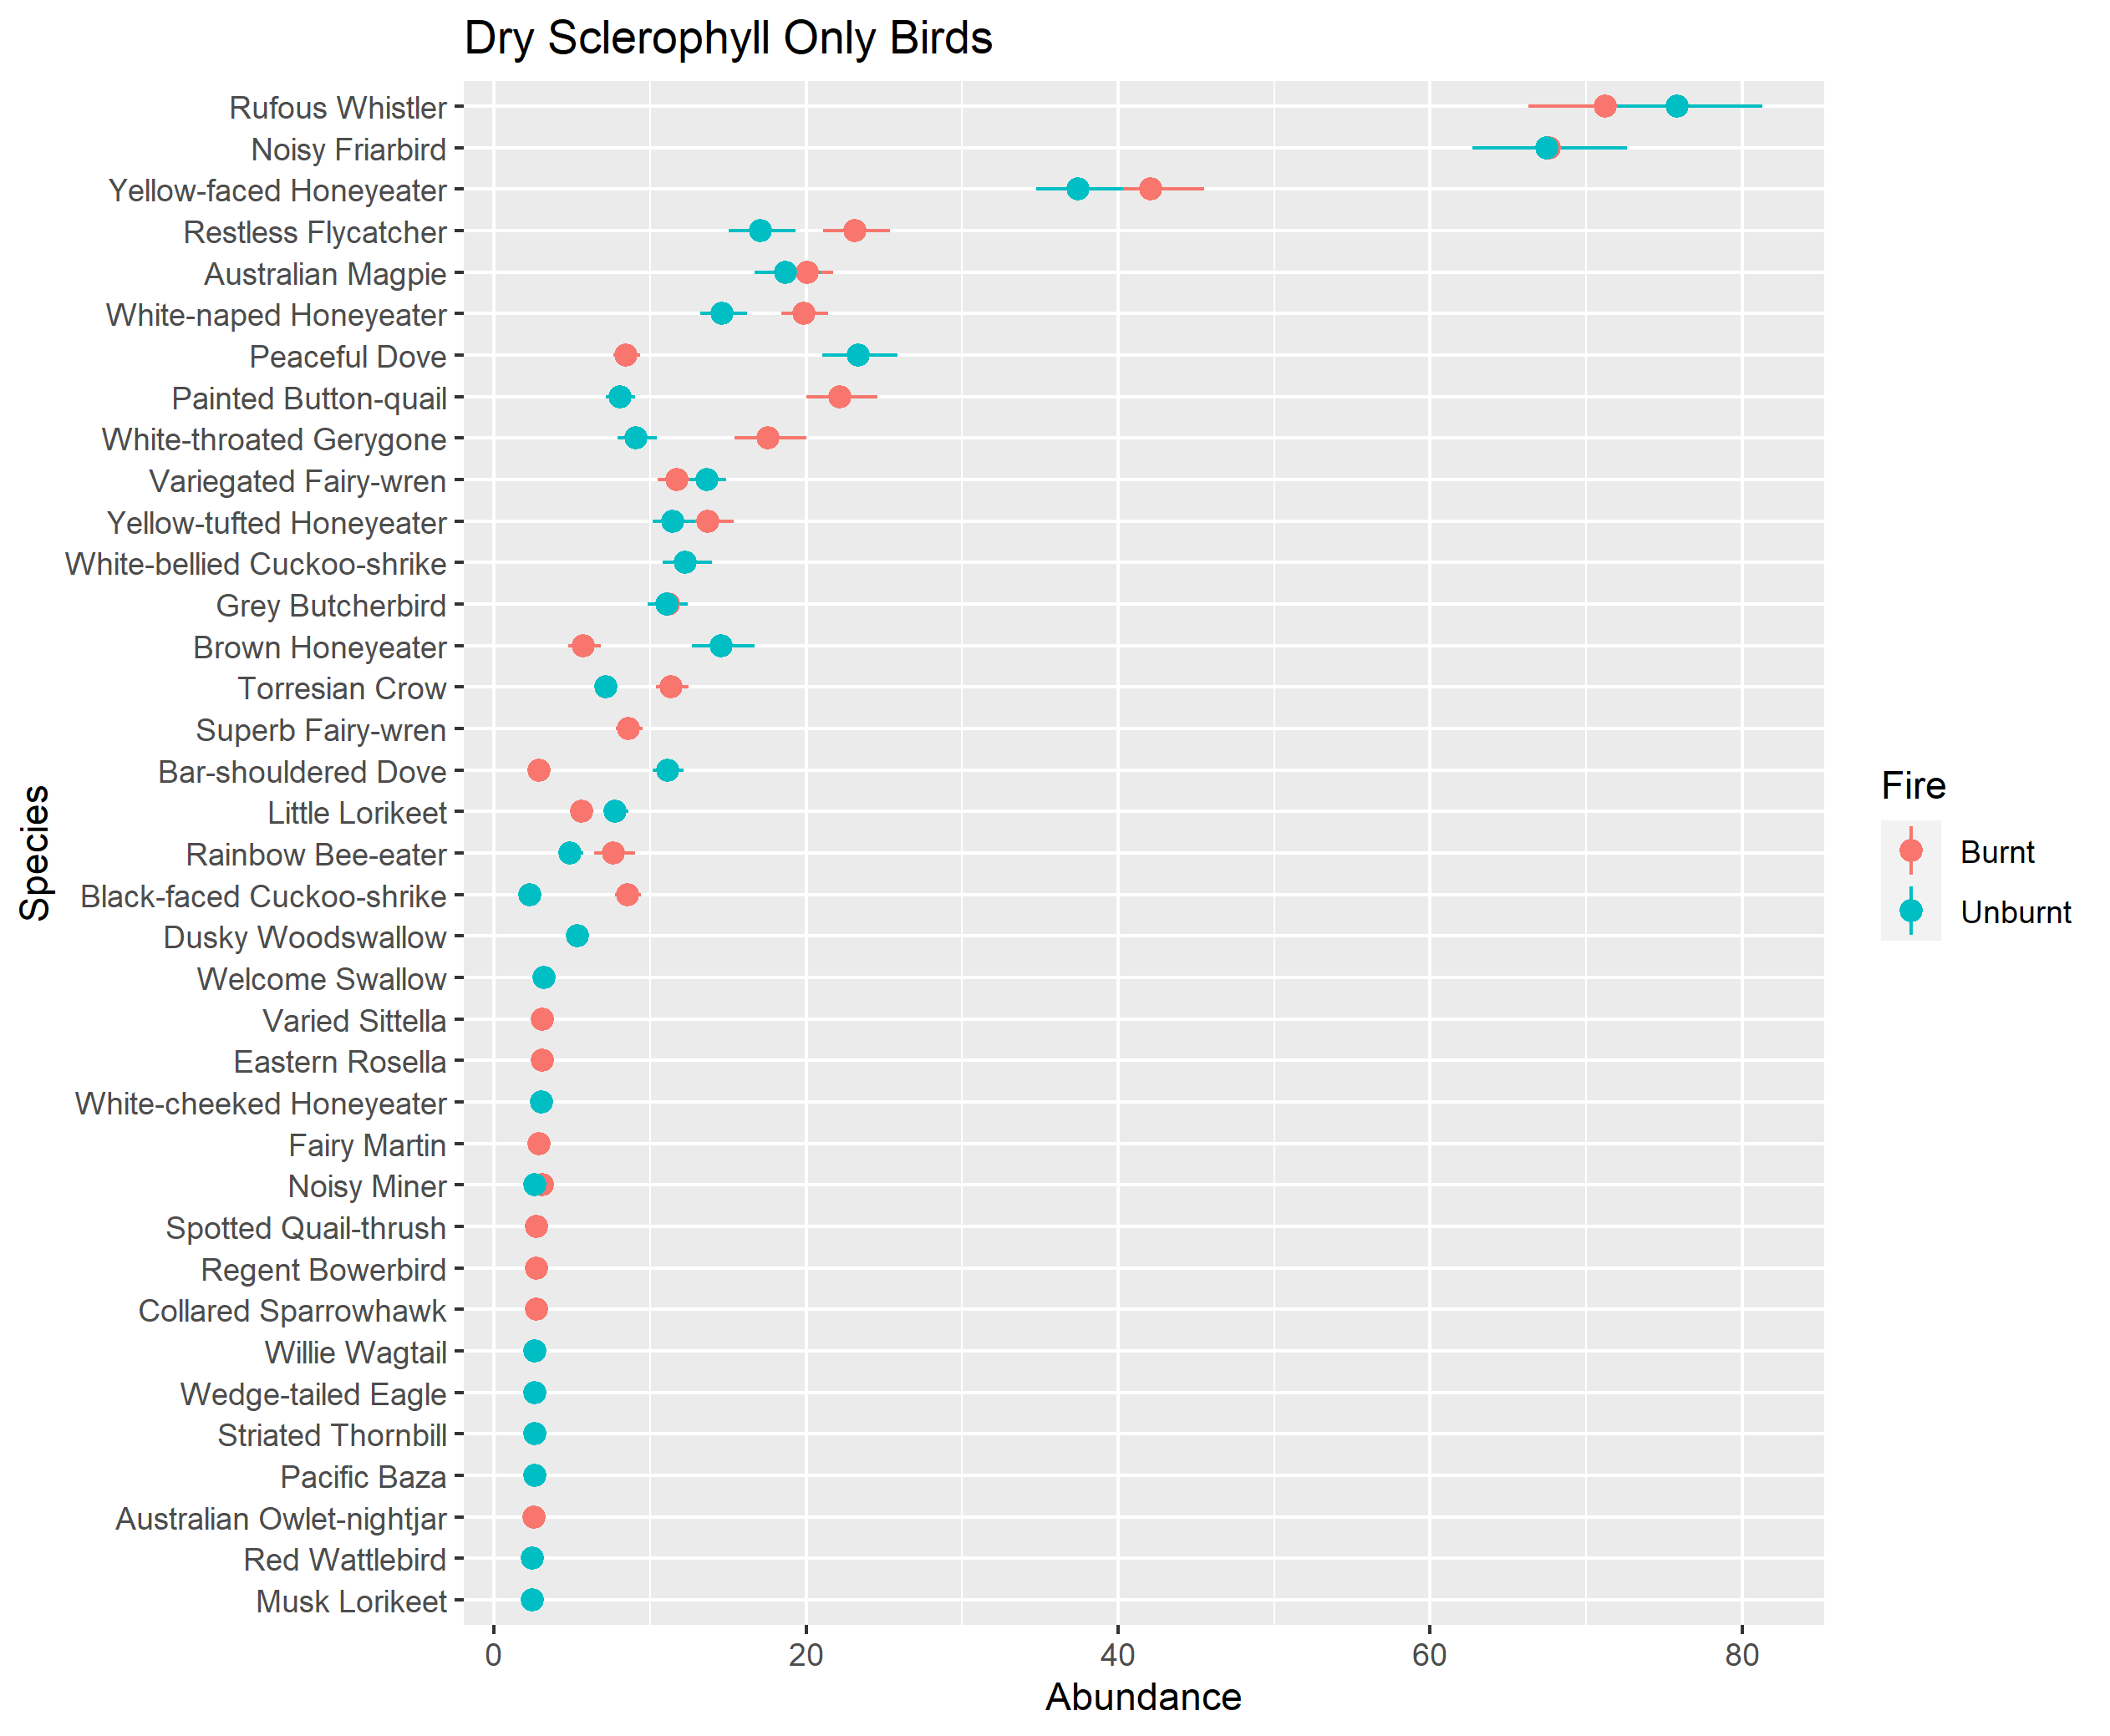 Dry Sclerophyll Only Birds
Rufous Whistler
Noisy Friarbird
Yellow-faced Honeyeater
Restless Flycatcher
Australian Magpie
White-naped Honeyeater
Peaceful Dove
Painted Button-quail
White-throated Gerygone
Variegated Fairy-wren
Yellow-tufted Honeyeater
White-bellied Cuckoo-shrike
Grey Butcherbird
Brown Honeyeater
Torresian Crow
Superb Fairy-wren
Bar-shouldered Dove
Little Lorikeet
Rainbow Bee-eater
Black-faced Cuckoo-shrike
Dusky Woodswallow
Welcome Swallow
Varied Sittella
Eastern Rosella
White-cheeked Honeyeater
Fairy Martin
Noisy Miner
Spotted Quail-thrush
Regent Bowerbird
Collared Sparrowhawk
Willie Wagtail
Wedge-tailed Eagle
Striated Thornbill
Pacific Baza
Australian Owlet-nightjar
Red Wattlebird
Musk Lorikeet
Species
0 20 40 60 80
Abundance
Fire
Burnt
Unburnt